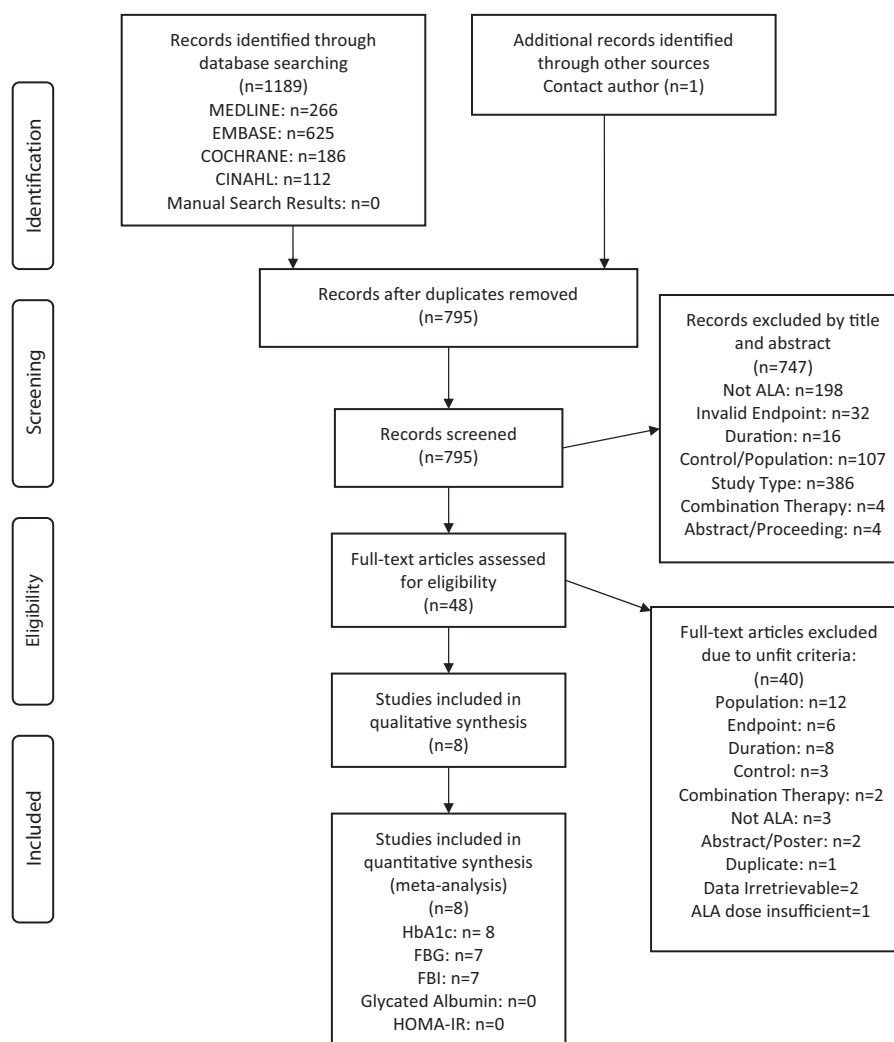 Identification
Records identified through
database searching
(n=1189)
MEDLINE: n=266
EMBASE: n=625
COCHRANE: n=186
CINAHL: n=112
Manual Search Results: n=0
Additional records identified
through other sources
Contact author (n=1)
Records after duplicates removed
(n=795)
Screening
Records screened
(n=795)
Records excluded by title
and abstract
(n=747)
Not ALA: n=198
Invalid Endpoint: n=32
Duration: n=16
Control/Population: n=107
Study Type: n=386
Combination Therapy: n=4
Abstract/Proceeding: n=4
Eligibility
Full-text articles assessed
for eligibility
(n=48)
Full-text articles excluded
due to unfit criteria:
(n=40)
Population: n=12
Endpoint: n=6
Duration: n=8
Control: n=3
Combination Therapy: n=2
Not ALA: n=3
Abstract/Poster: n=2
Duplicate: n=1
Data Irretrievable=2
ALA dose insufficient=1
Studies included in
qualitative synthesis
(n=8)
Included
Studies included in
quantitative synthesis
(meta-analysis)
(n=8)
HbA1c: n= 8
FBG: n=7
FBI: n=7
Glycated Albumin: n=0
HOMA-IR: n=0